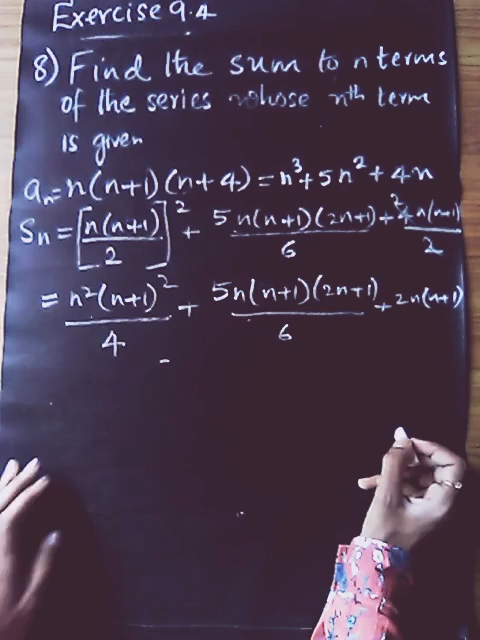 Exercise 9.4
8) Find the sum to n terms
of the series whose nth term
is given
aₙ = n(n+1)(n+4) = n³+5n²+4n
Sₙ = [n(n+1)/2]² + 5n(n+1)(2n+1)/6 + ²4n(n+1)/2
= n²(n+1)²/4 + 5n(n+1)(2n+1)/6 + 2n(n+1)